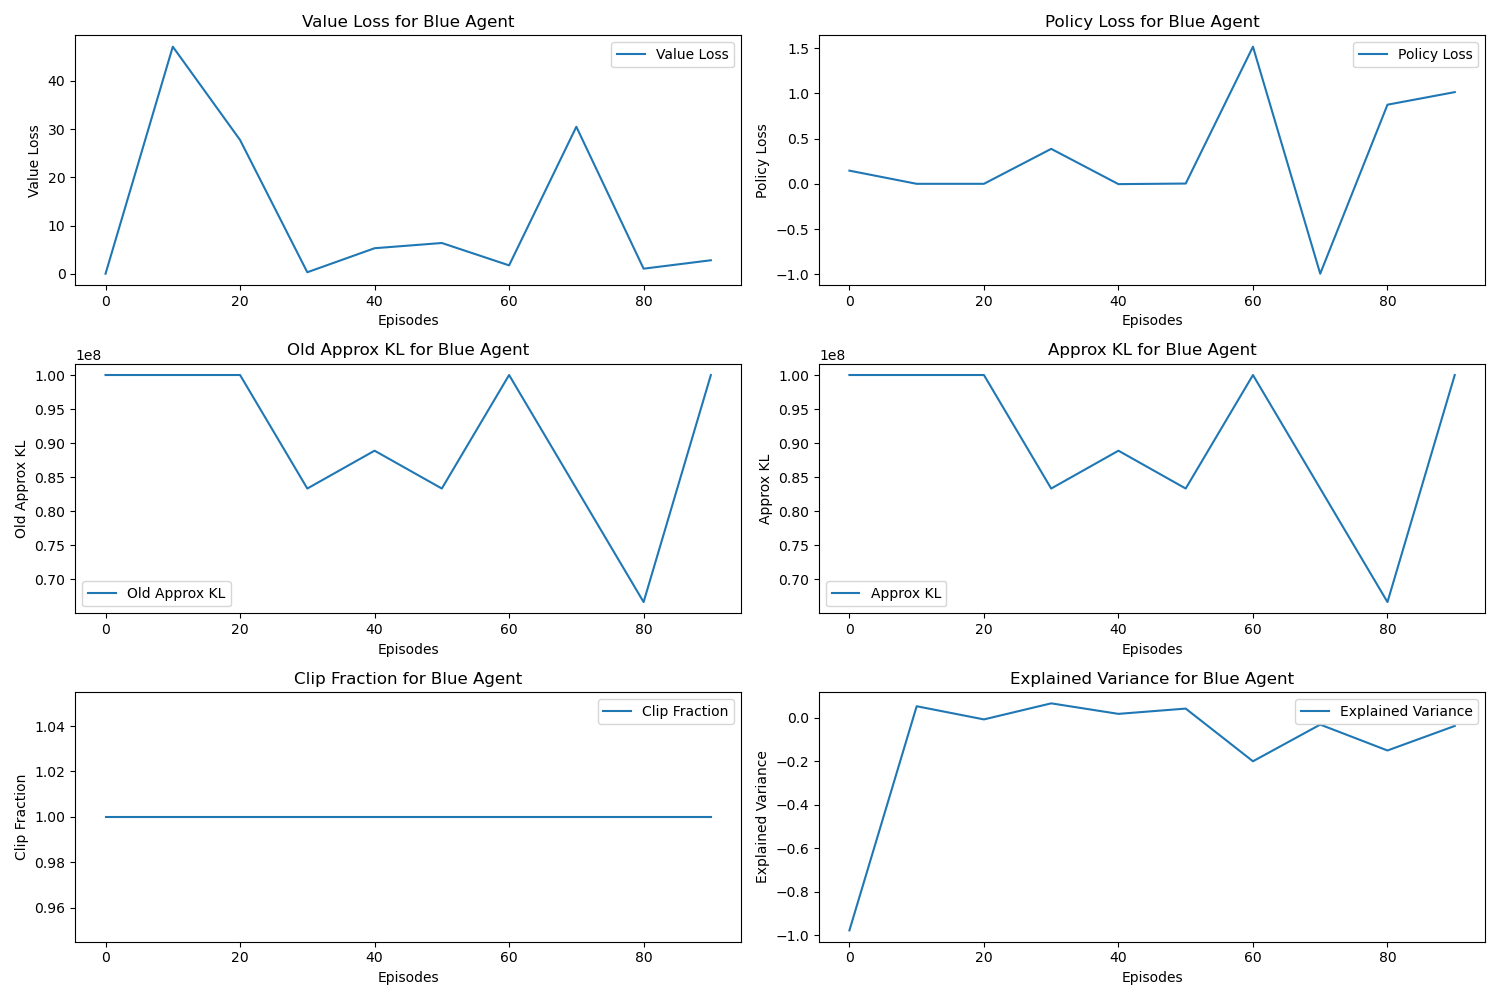 Value Loss for Blue Agent
Value Loss
40
30
20
10
0
Value Loss
0 20 40 60 80
Episodes
Policy Loss for Blue Agent
Policy Loss
1.5
1.0
0.5
0.0
−0.5
−1.0
Policy Loss
0 20 40 60 80
Episodes
Old Approx KL for Blue Agent
1e8
1.00
0.95
0.90
0.85
0.80
0.75
0.70
Old Approx KL
Old Approx KL
0 20 40 60 80
Episodes
Approx KL for Blue Agent
1e8
1.00
0.95
0.90
0.85
0.80
0.75
0.70
Approx KL
Approx KL
0 20 40 60 80
Episodes
Clip Fraction for Blue Agent
Clip Fraction
1.04
1.02
1.00
0.98
0.96
Clip Fraction
0 20 40 60 80
Episodes
Explained Variance for Blue Agent
Explained Variance
0.0
−0.2
−0.4
−0.6
−0.8
−1.0
Explained Variance
0 20 40 60 80
Episodes